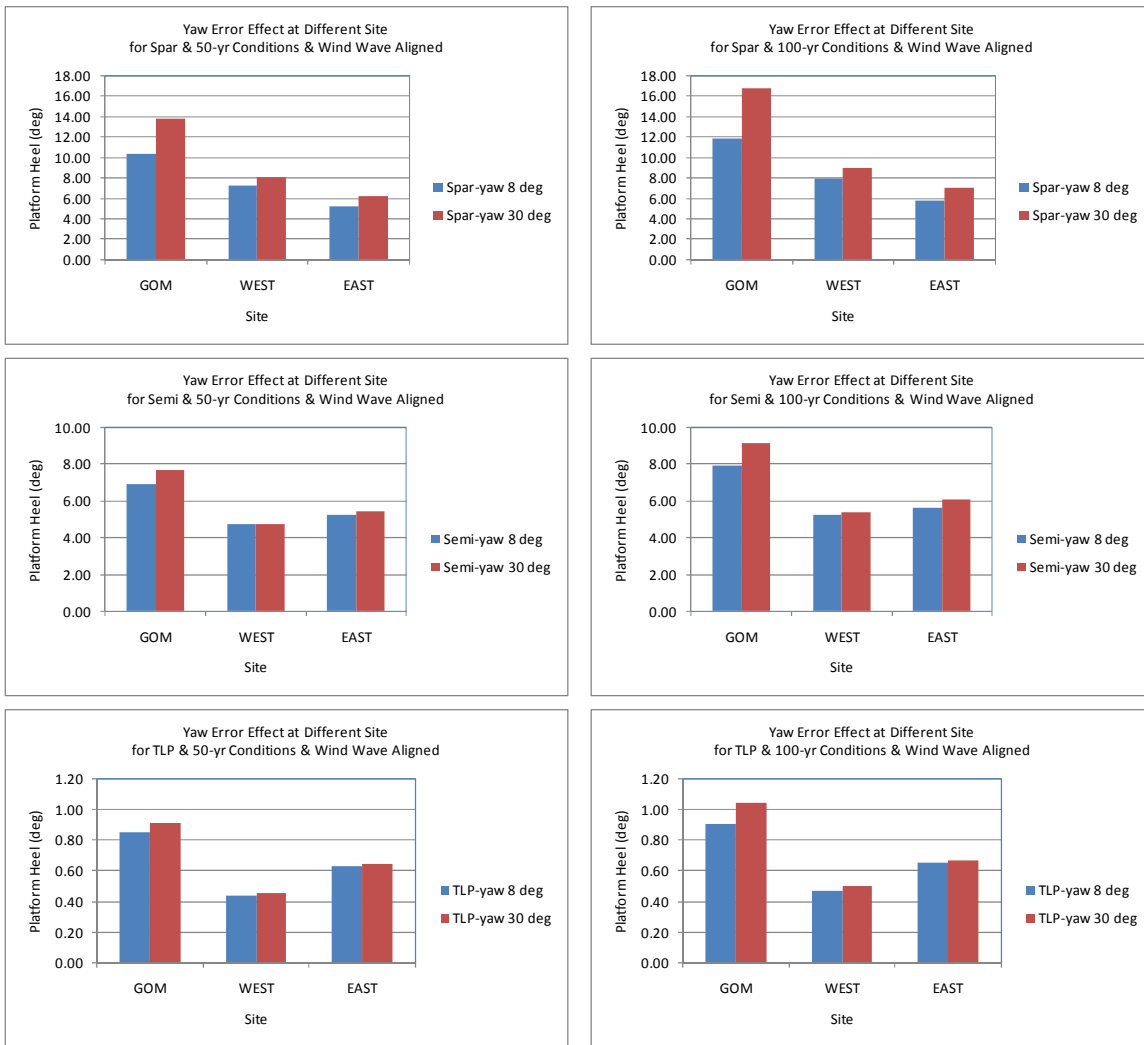 Yaw Error Effect at Different Site
for Spar & 50-yr Conditions & Wind Wave Aligned
18.00
16.00
14.00
12.00
10.00
8.00
6.00
4.00
2.00
0.00
Platform Heel (deg)
GOM WEST EAST
Site
Spar-yaw 8 deg
Spar-yaw 30 deg
Yaw Error Effect at Different Site
for Spar & 100-yr Conditions & Wind Wave Aligned
18.00
16.00
14.00
12.00
10.00
8.00
6.00
4.00
2.00
0.00
Platform Heel (deg)
GOM WEST EAST
Site
Spar-yaw 8 deg
Spar-yaw 30 deg
Yaw Error Effect at Different Site
for Semi & 50-yr Conditions & Wind Wave Aligned
10.00
8.00
6.00
4.00
2.00
0.00
Platform Heel (deg)
GOM WEST EAST
Site
Semi-yaw 8 deg
Semi-yaw 30 deg
Yaw Error Effect at Different Site
for Semi & 100-yr Conditions & Wind Wave Aligned
10.00
8.00
6.00
4.00
2.00
0.00
Platform Heel (deg)
GOM WEST EAST
Site
Semi-yaw 8 deg
Semi-yaw 30 deg
Yaw Error Effect at Different Site
for TLP & 50-yr Conditions & Wind Wave Aligned
1.20
1.00
0.80
0.60
0.40
0.20
0.00
Platform Heel (deg)
GOM WEST EAST
Site
TLP-yaw 8 deg
TLP-yaw 30 deg
Yaw Error Effect at Different Site
for TLP & 100-yr Conditions & Wind Wave Aligned
1.20
1.00
0.80
0.60
0.40
0.20
0.00
Platform Heel (deg)
GOM WEST EAST
Site
TLP-yaw 8 deg
TLP-yaw 30 deg